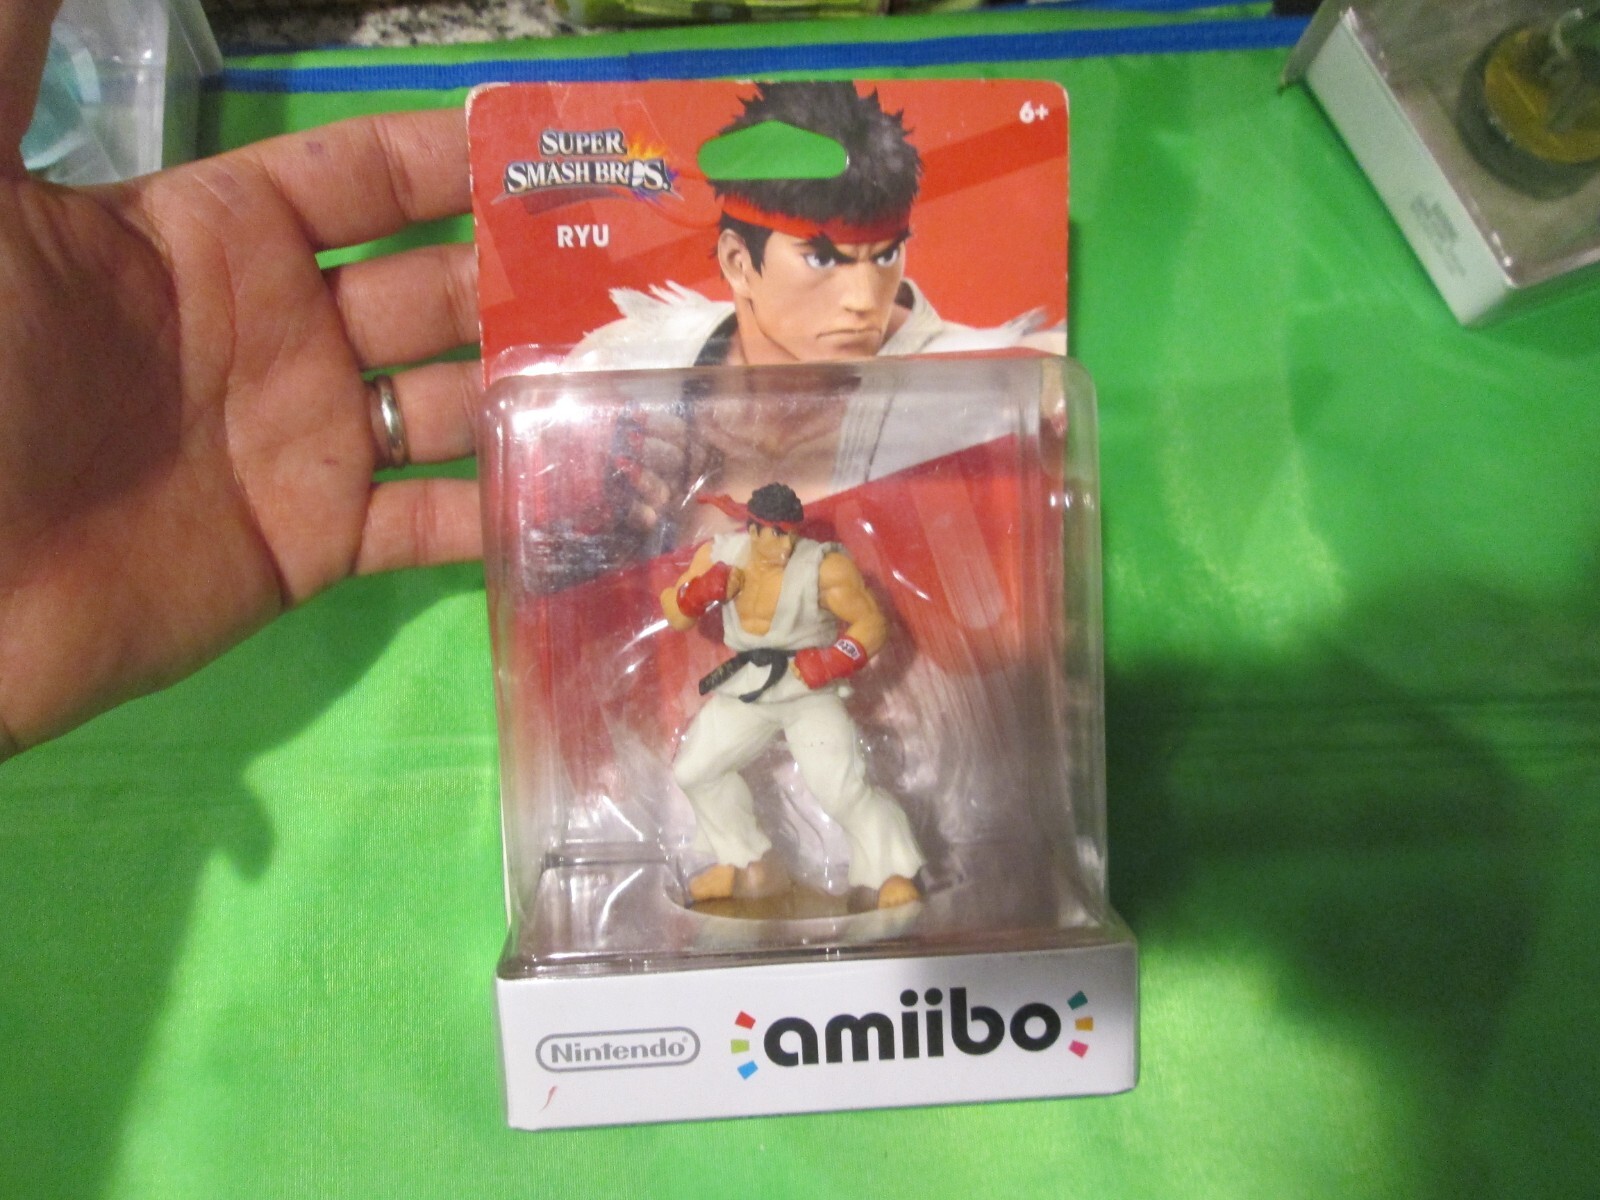 SUPER
SMASH BROS.
RYU
6+
Nintendo
amiibo